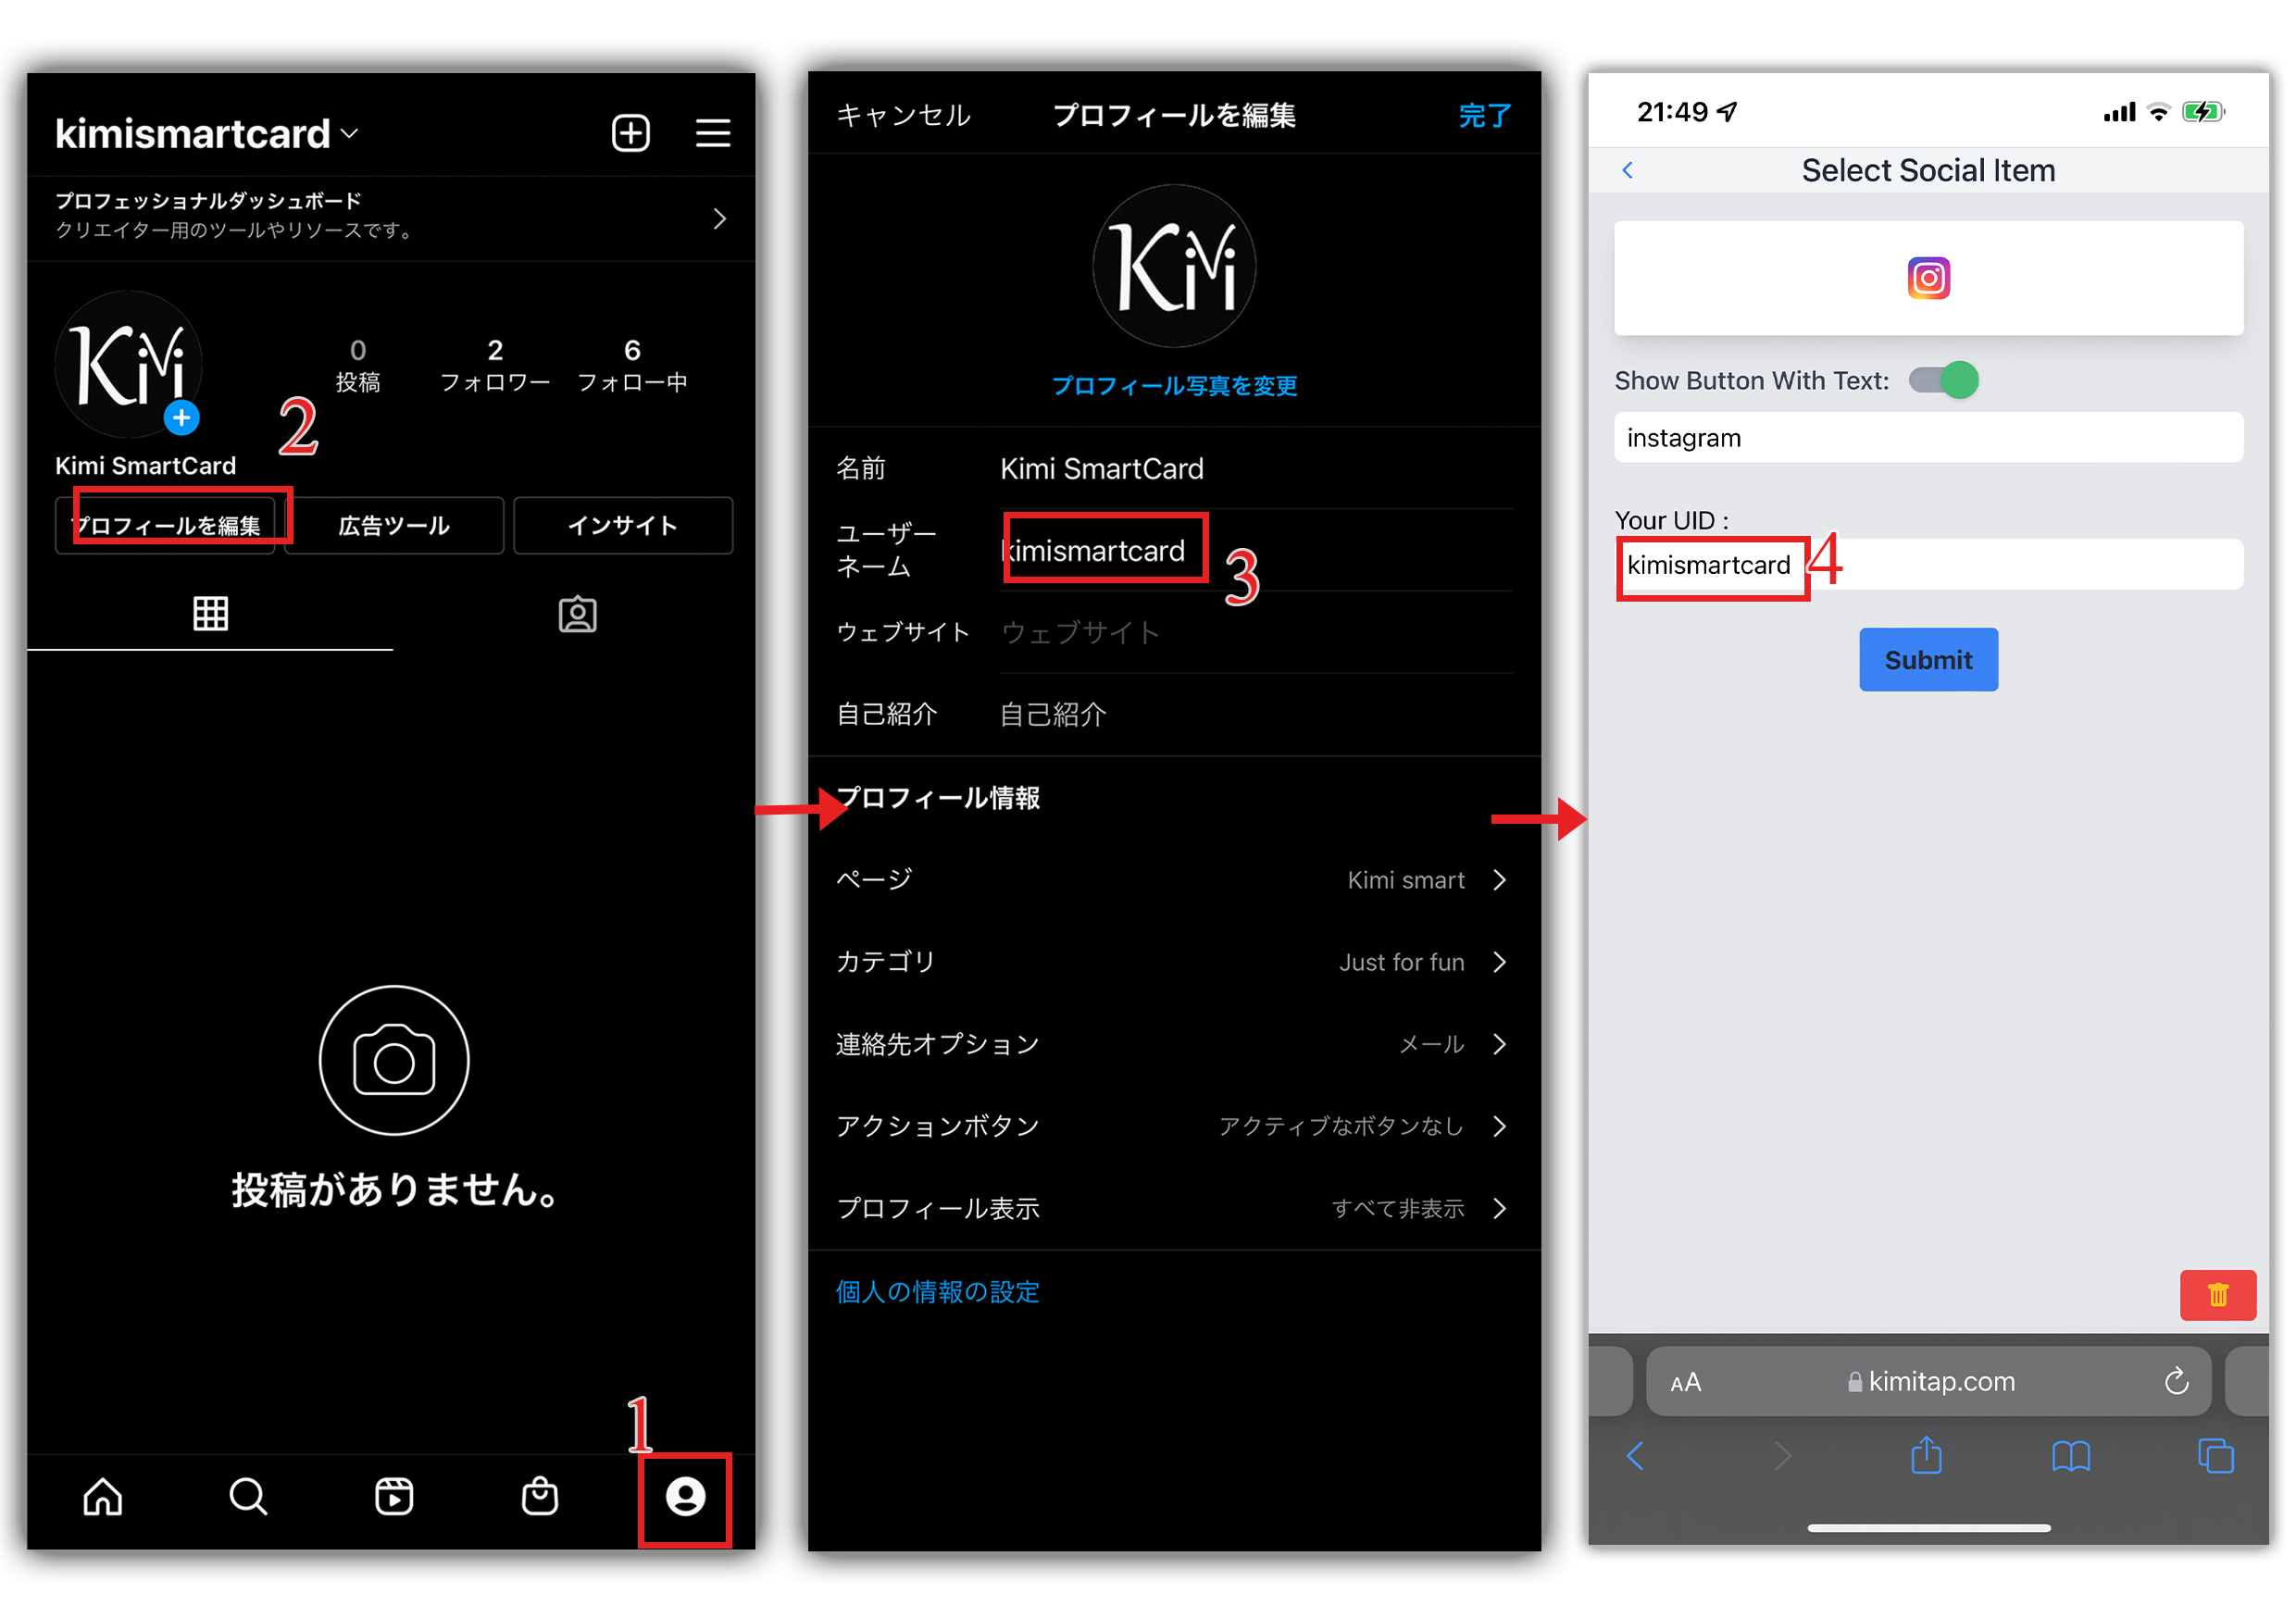 kimismartcard
プロフェッショナルダッシュボード
クリエイター用のツールやリソースです。
KiMi
0
投稿
2
フォロワー
6
フォロー中
2
Kimi SmartCard
プロフィールを編集
広告ツール
インサイト
投稿がありません。
1
キャンセル
プロフィールを編集
完了
KiMi
プロフィール写真を変更
名前
Kimi SmartCard
ユーザー
ネーム
kimismartcard
3
ウェブサイト
ウェブサイト
自己紹介
自己紹介
プロフィール情報
ページ
Kimi smart
カテゴリ
Just for fun
連絡先オプション
メール
アクションボタン
アクティブなボタンなし
プロフィール表示
すべて非表示
個人の情報の設定
21:49
Select Social Item
Show Button With Text:
instagram
Your UID :
kimismartcard
4
Submit
AA
kimitap.com